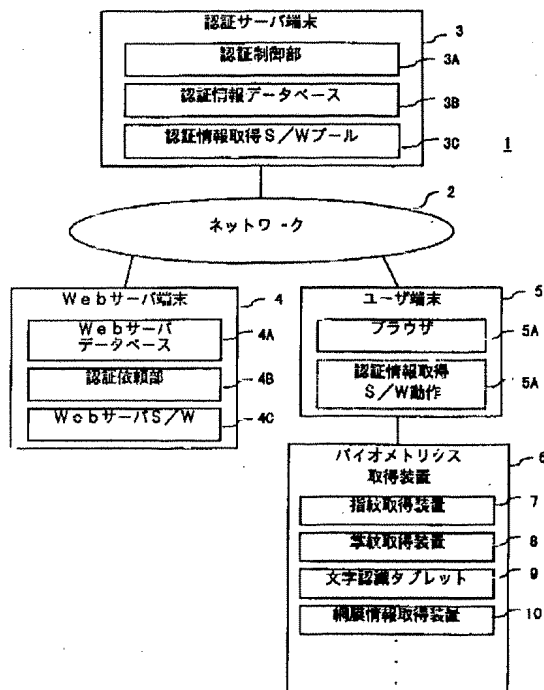 認証サーバ端末
3
認証制御部
3A
認証情報データベース
3B
認証情報取得S/Wプール
3C
1
2
ネットワーク
Webサーバ端末
4
Webサーバ
データベース
4A
認証依頼部
4B
WebサーバS/W
4C
ユーザ端末
5
ブラウザ
5A
認証情報取得
S/W動作
5A
バイオメトリシス
取得装置
6
指紋取得装置
7
掌紋取得装置
8
文字認識タブレット
9
網膜情報取得装置
10